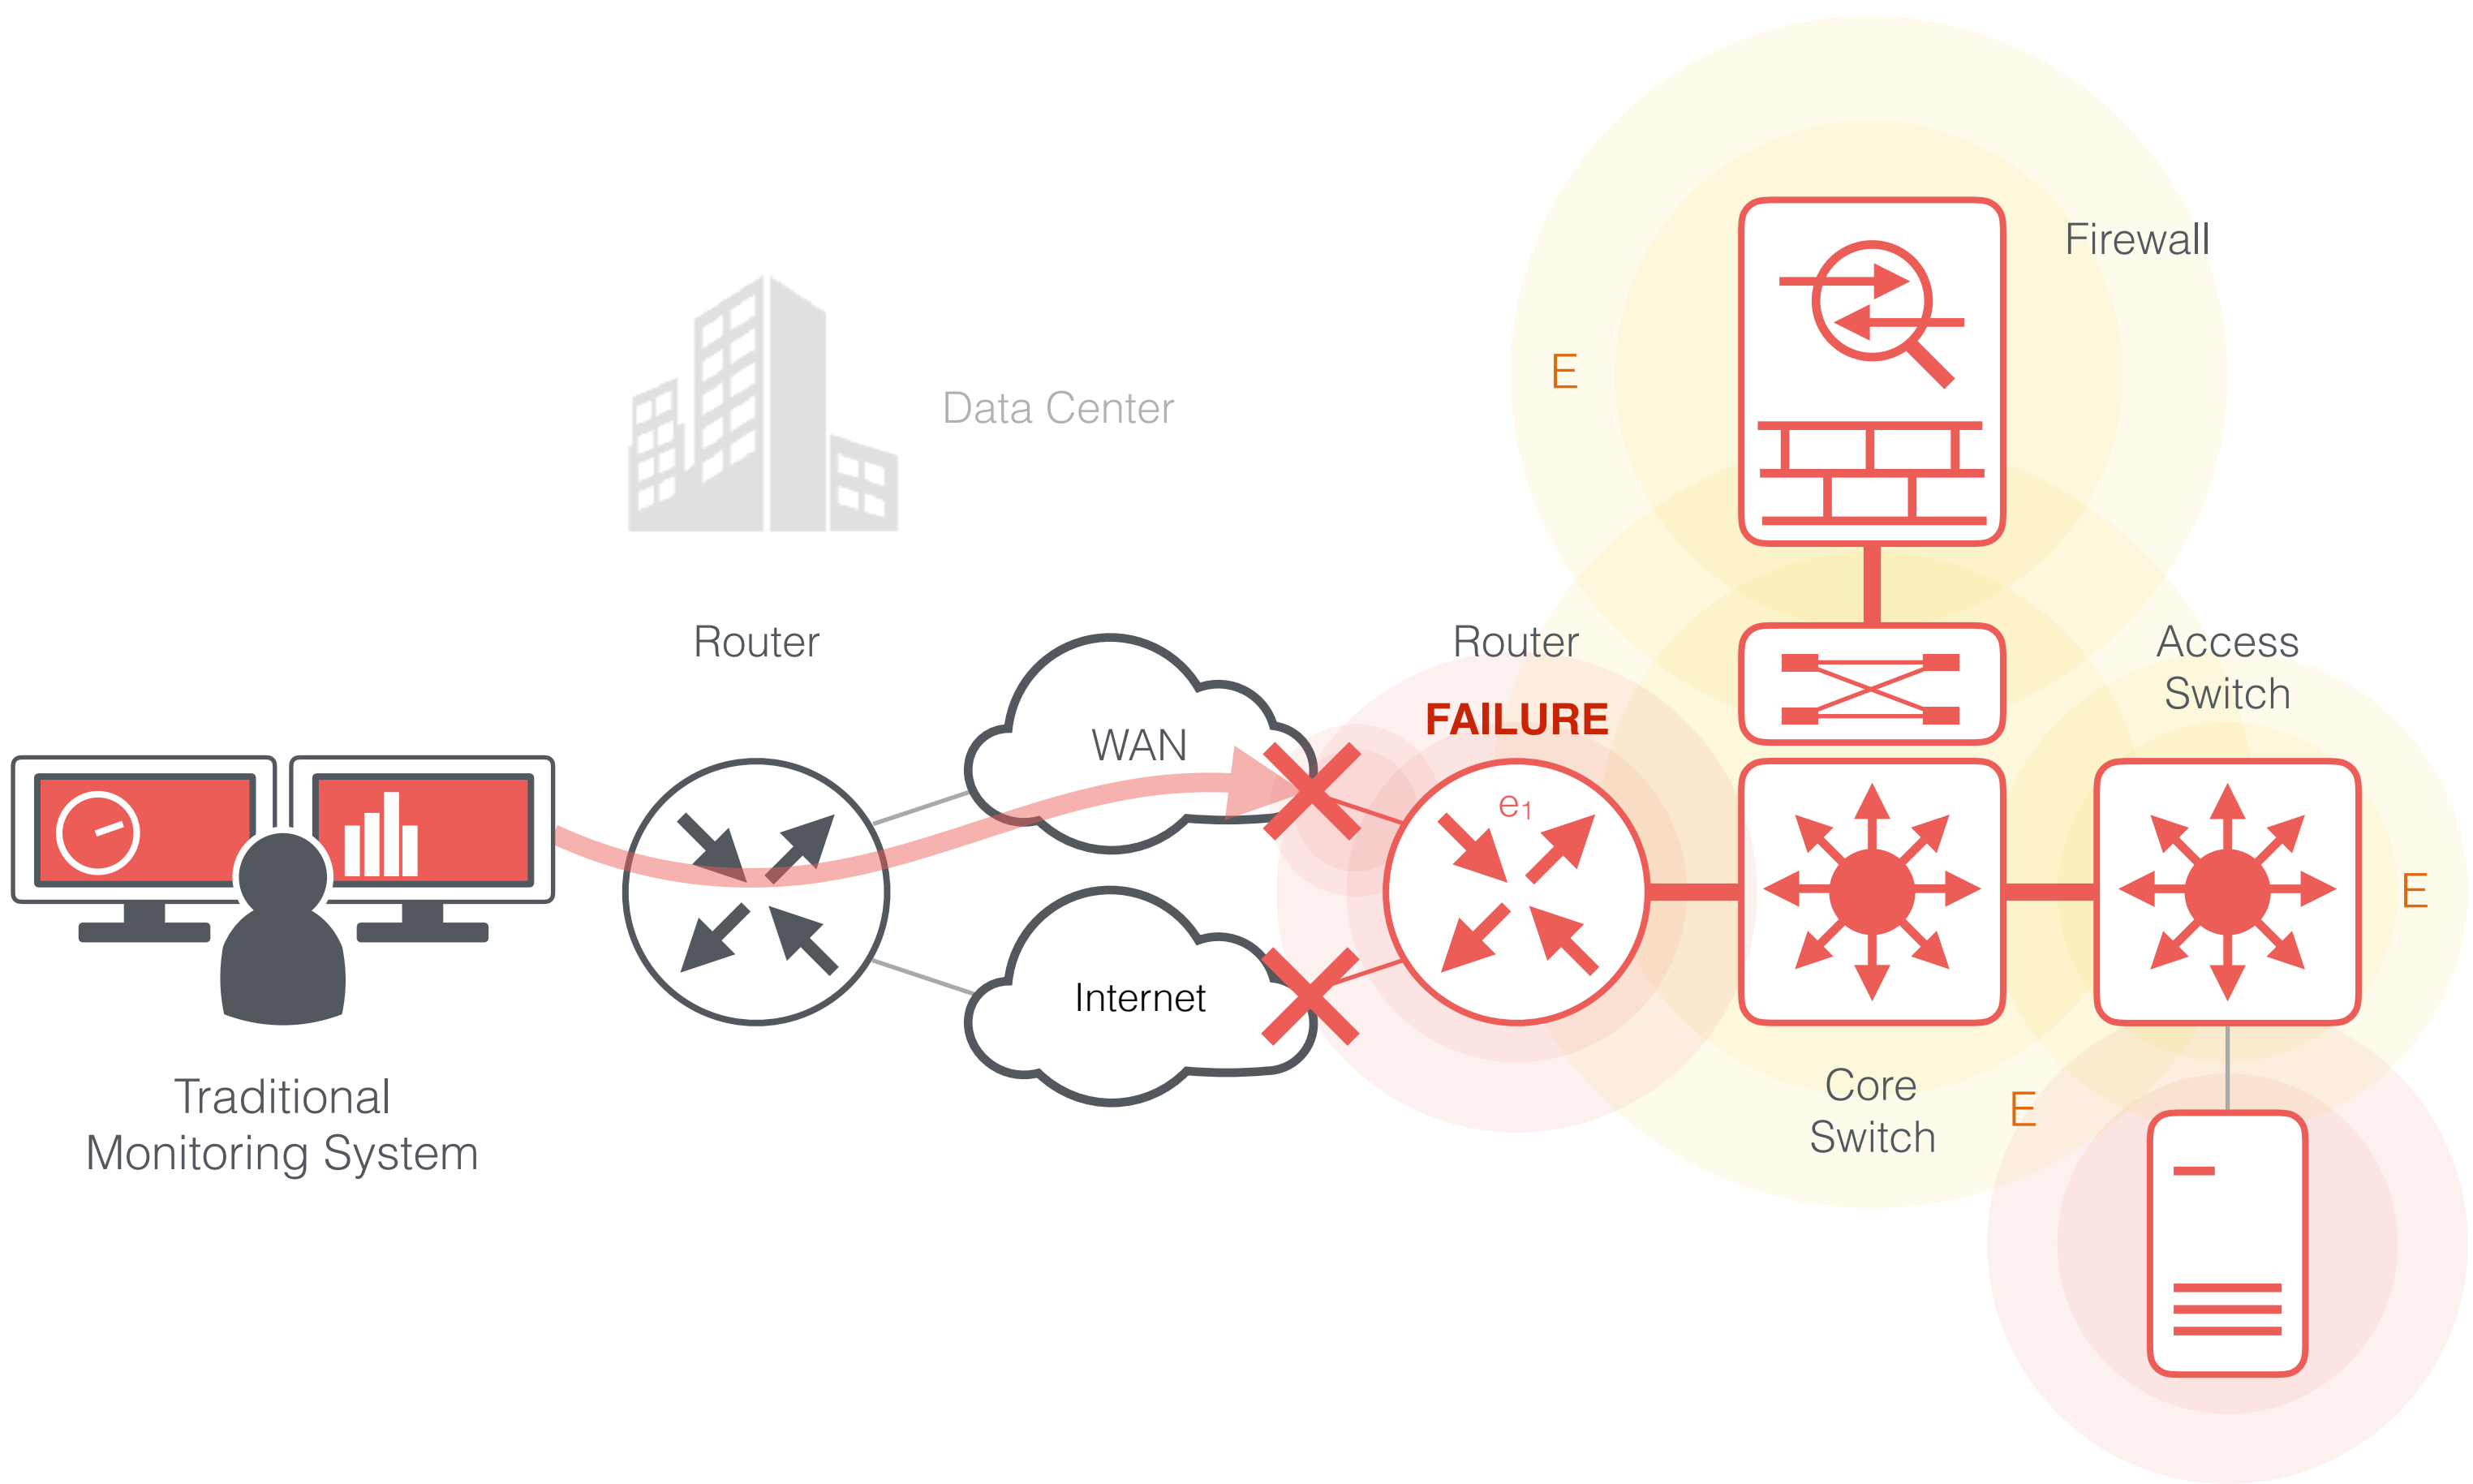 Firewall
E
Data Center
Router
Router
Access
Switch
FAILURE
WAN
e1
E
Internet
Traditional
Monitoring System
Core
Switch
E